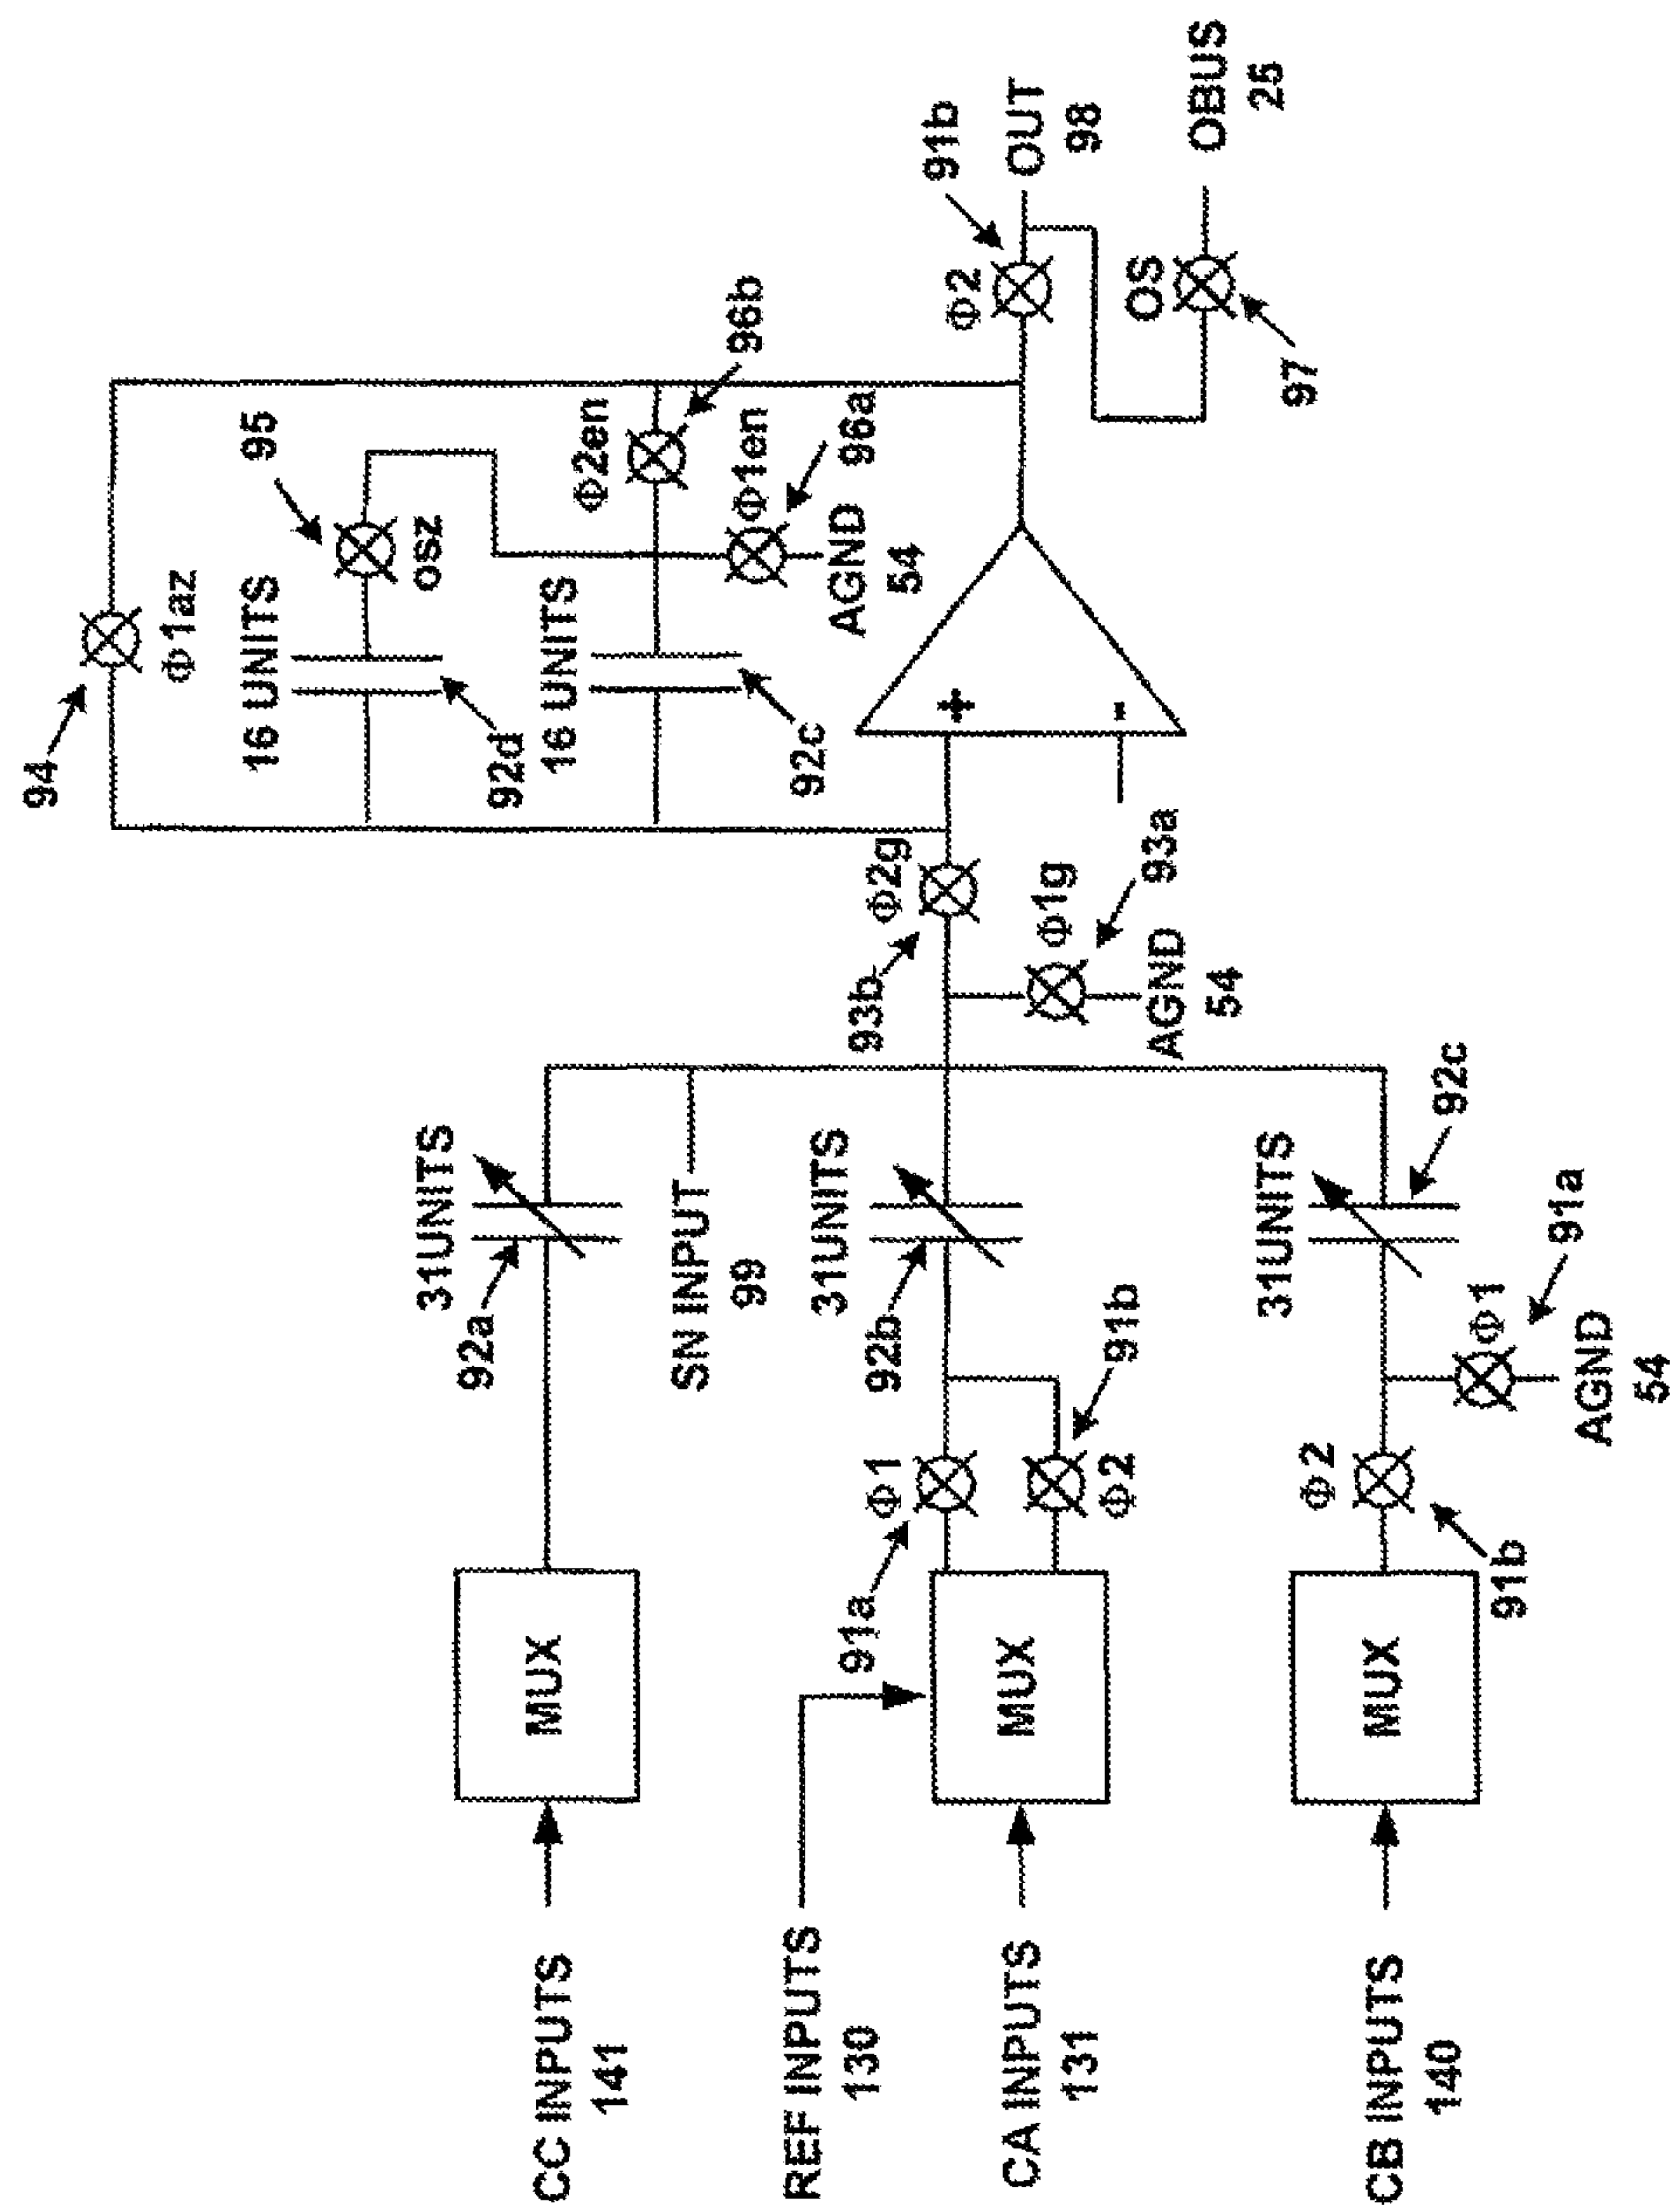 CC INPUTS
141
REF INPUTS
130
CA INPUTS
131
CB INPUTS
140
MUX
MUX
MUX
91a
Φ1
Φ2
91b
Φ2
91b
Φ1
91a
AGND
54
31UNITS
92a
SN INPUT
99
31UNITS
92b
31UNITS
92c
93b
Φ2g
Φ1g
93a
AGND
54
94
Φ1az
16 UNITS
92d
95
osz
16 UNITS
92c
Φ2en
96b
Φ1en
96a
AGND
54
+
-
Φ2
91b
OUT
98
OS
97
OBUS
25